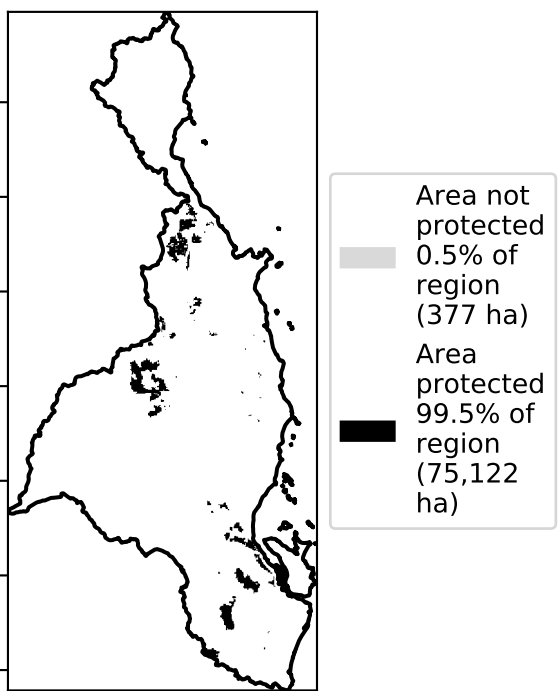 Area not
protected
0.5% of
region
(377 ha)
Area
protected
99.5% of
region
(75,122
ha)